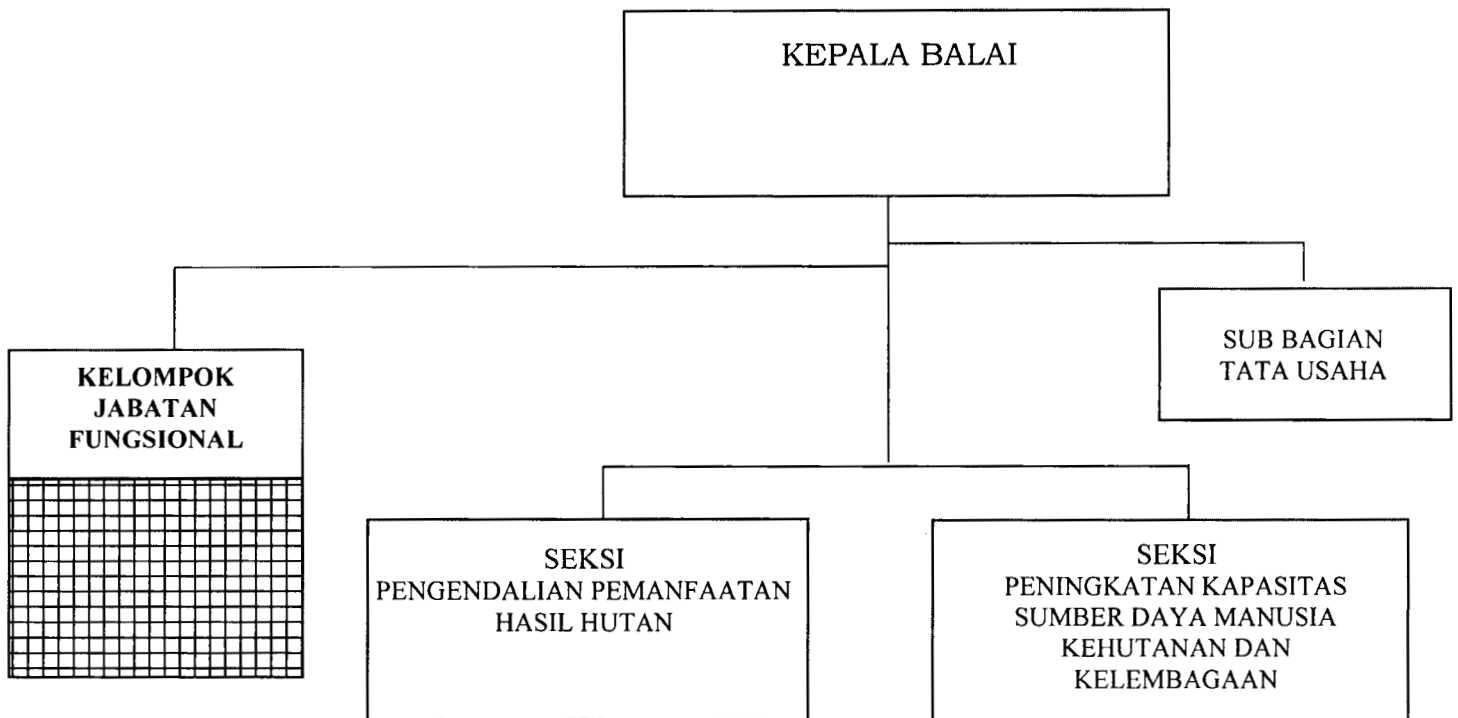 KEPALA BALAI
SUB BAGIAN
TATA USAHA
KELOMPOK
JABATAN
FUNGSIONAL
SEKSI
PENGENDALIAN PEMANFAATAN
HASIL HUTAN
SEKSI
PENINGKATAN KAPASITAS
SUMBER DAYA MANUSIA
KEHUTANAN DAN
KELEMBAGAAN